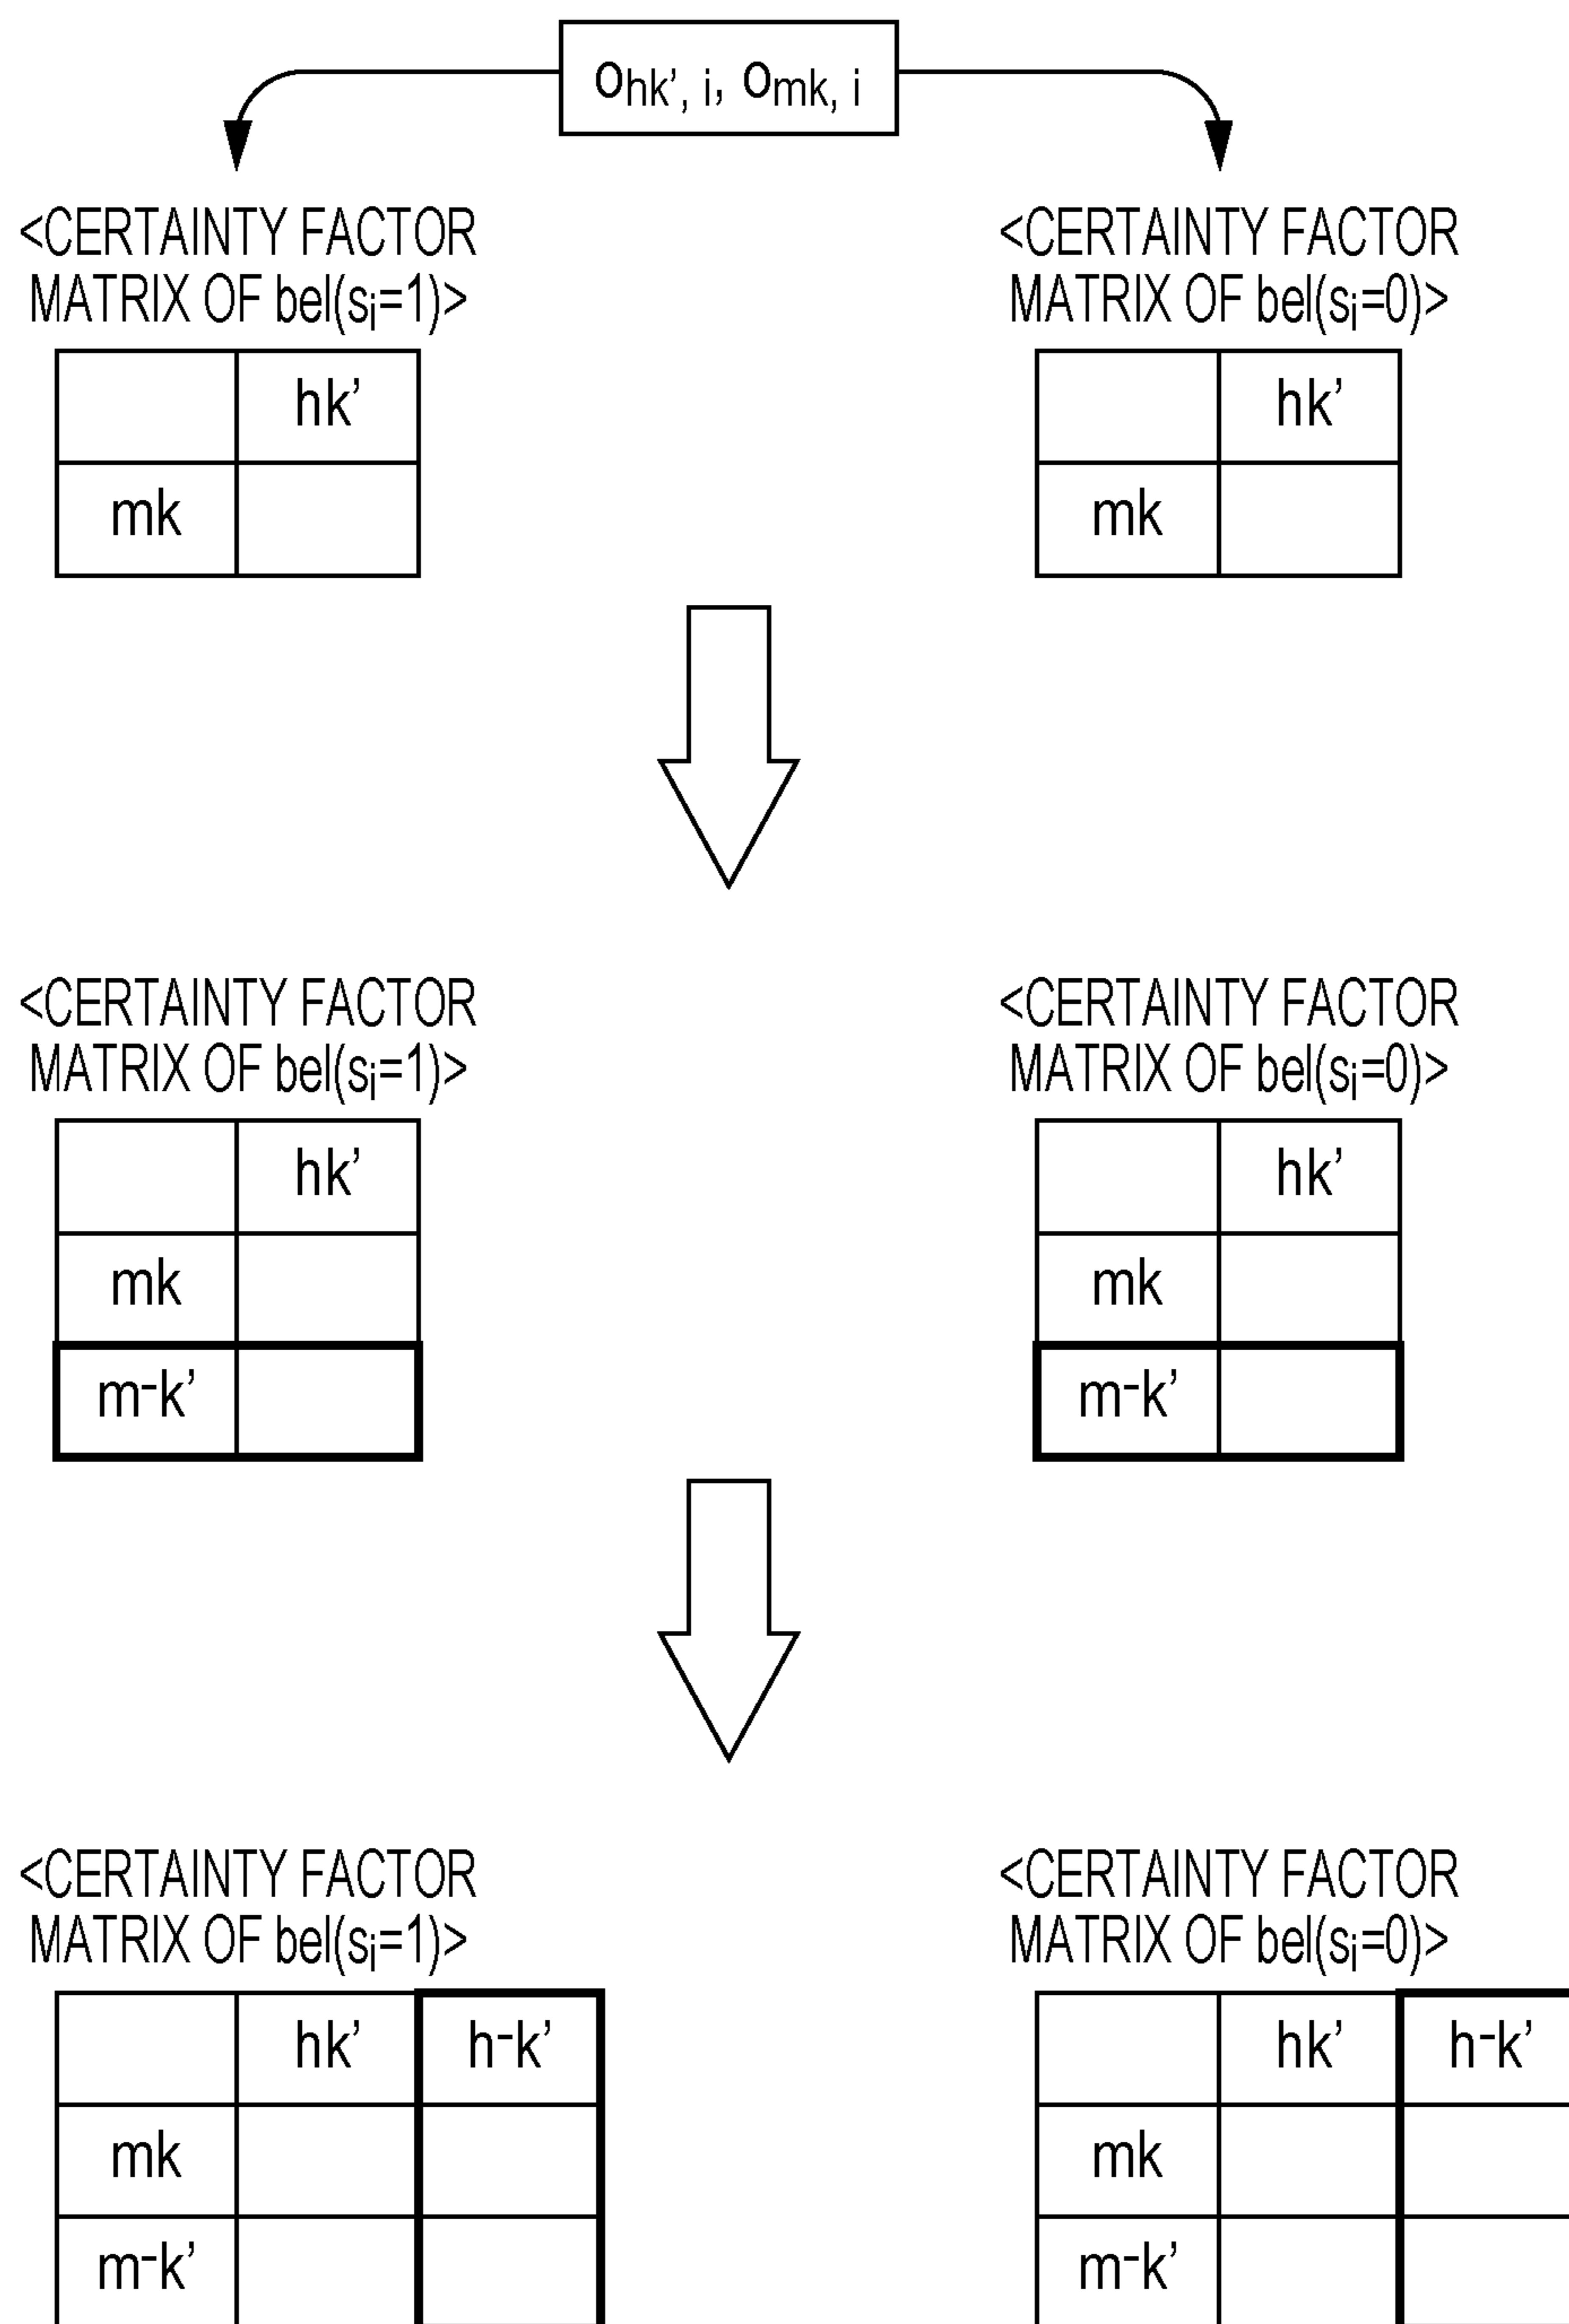 Ohk', i, Omk, i
<CERTAINTY FACTOR
MATRIX OF bel(si=1)>
<CERTAINTY FACTOR
MATRIX OF bel(si=0)>
hk'
mk
hk'
mk
<CERTAINTY FACTOR
MATRIX OF bel(si=1)>
<CERTAINTY FACTOR
MATRIX OF bel(si=0)>
hk'
mk
m-k'
hk'
mk
m-k'
<CERTAINTY FACTOR
MATRIX OF bel(si=1)>
<CERTAINTY FACTOR
MATRIX OF bel(si=0)>
hk' h-k'
mk
m-k'
hk' h-k'
mk
m-k'